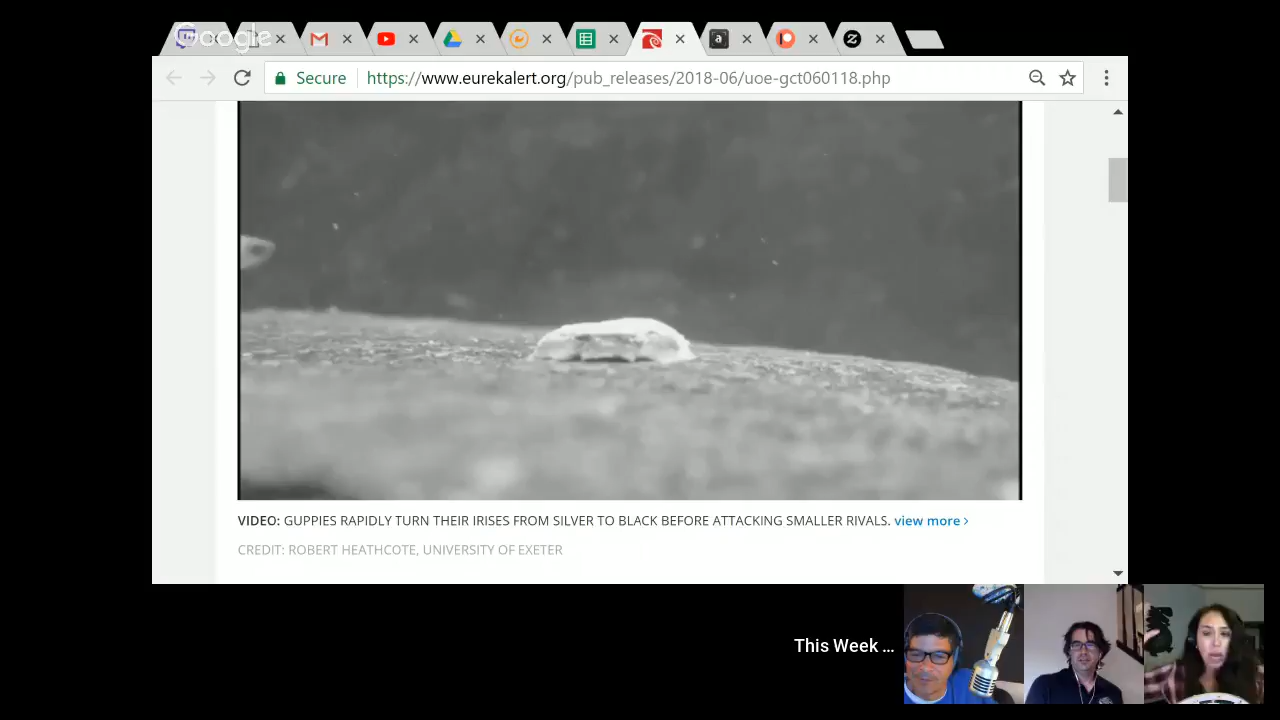 Google
Secure
https://www.eurekalert.org/pub_releases/2018-06/uoe-gct060118.php
VIDEO: GUPPIES RAPIDLY TURN THEIR IRISES FROM SILVER TO BLACK BEFORE ATTACKING SMALLER RIVALS. view more >
CREDIT: ROBERT HEATHCOTE, UNIVERSITY OF EXETER
This Week ...